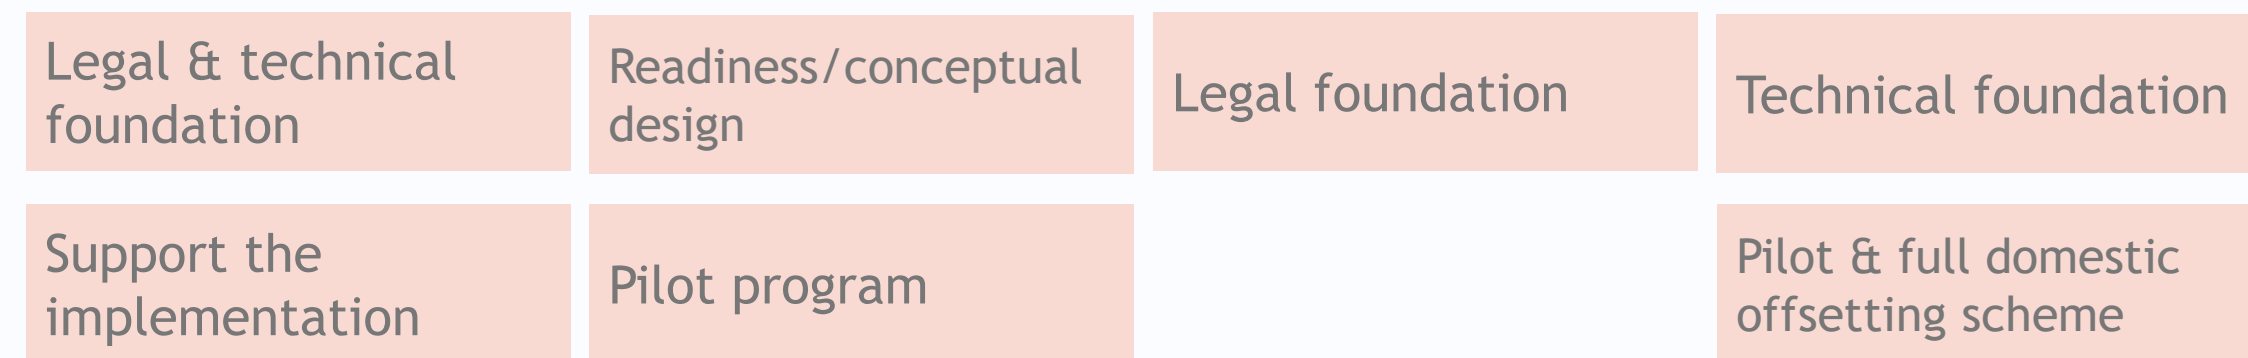 Legal & technical
foundation
Readiness/conceptual
design
Legal foundation
Technical foundation
Support the
implementation
Pilot program
Pilot & full domestic
offsetting scheme